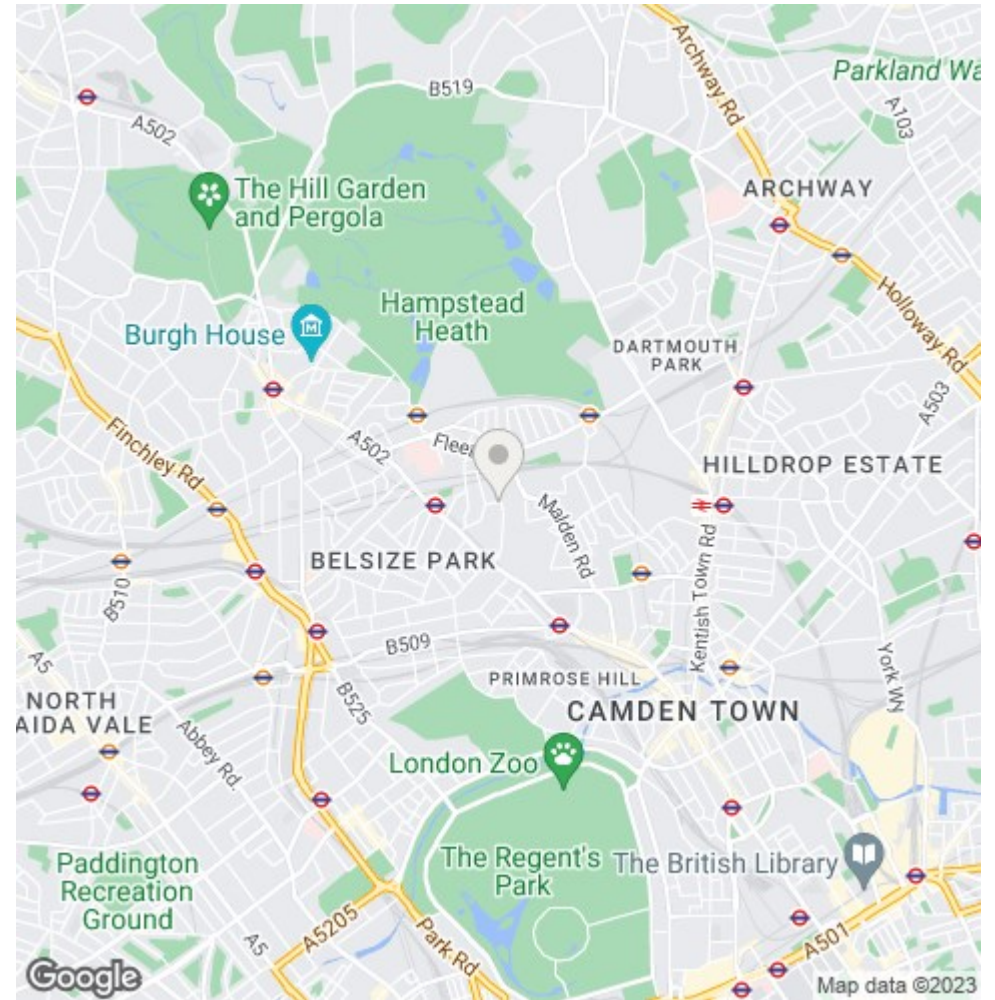 Archway Rd
Parkland Wa
B519
A103
A502
The Hill Garden
and Pergola
ARCHWAY
Hampstead
Heath
Holloway Rd
Burgh House
DARTMOUTH
PARK
A503
Finchley Rd
A502
Flee
HILLDROP ESTATE
Malden Rd
BELSIZE PARK
Kentish Town Rd
B510
B509
A5
PRIMROSE HILL
York Wy
NORTH
AIDA VALE
B525
CAMDEN TOWN
Abbey Rd.
London Zoo
The Regent's
Park
The British Library
Paddington
Recreation
Ground
A5205
Park Rd
A5
A501
Google
Map data ©2023